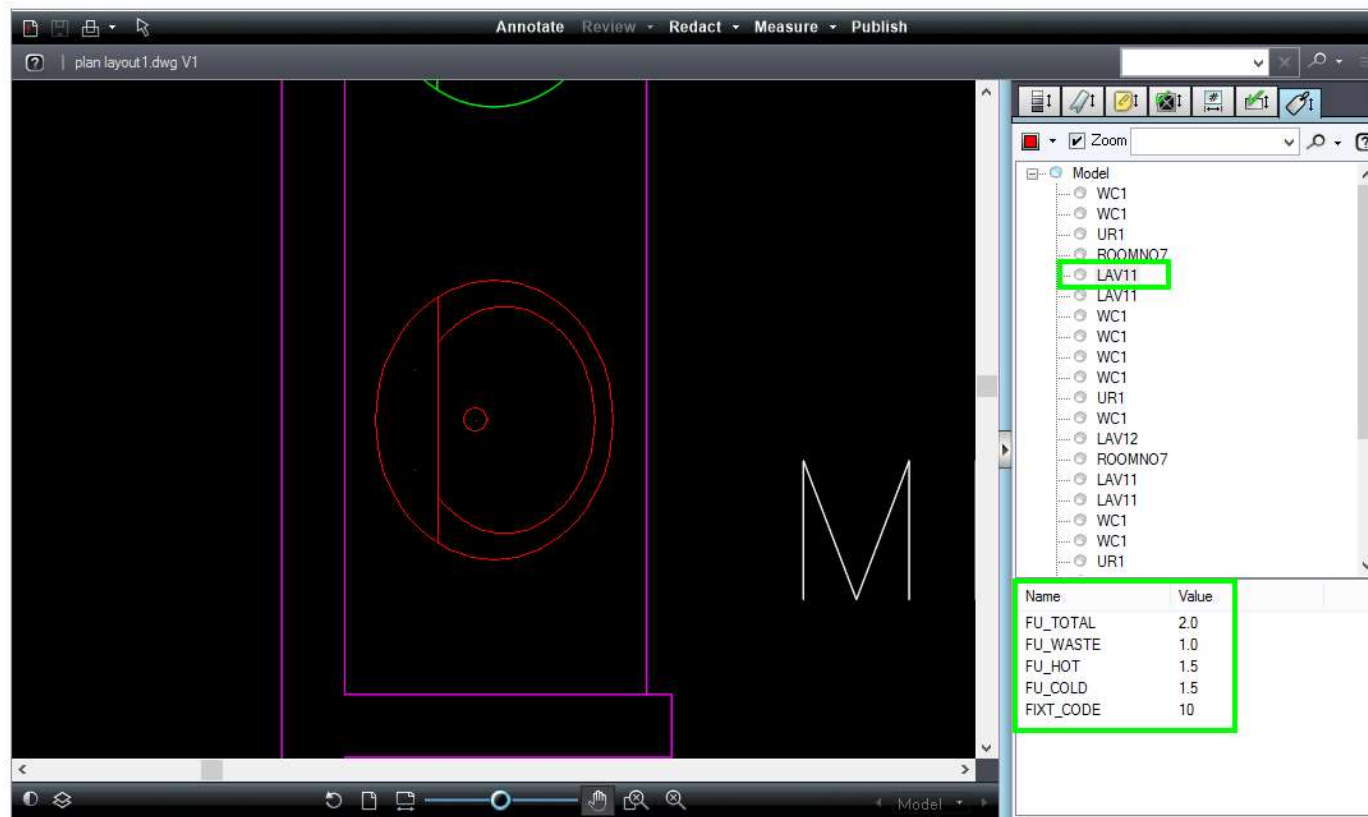 Annotate Review Redact Measure Publish
plan layout1.dwg V1
Zoom
Model
WC1
WC1
UR1
ROOMNO7
LAV11
LAV11
WC1
WC1
WC1
WC1
UR1
WC1
LAV12
ROOMNO7
LAV11
LAV11
WC1
WC1
UR1
M
Name Value
FU_TOTAL 2.0
FU_WASTE 1.0
FU_HOT 1.5
FU_COLD 1.5
FIXT_CODE 10
Model